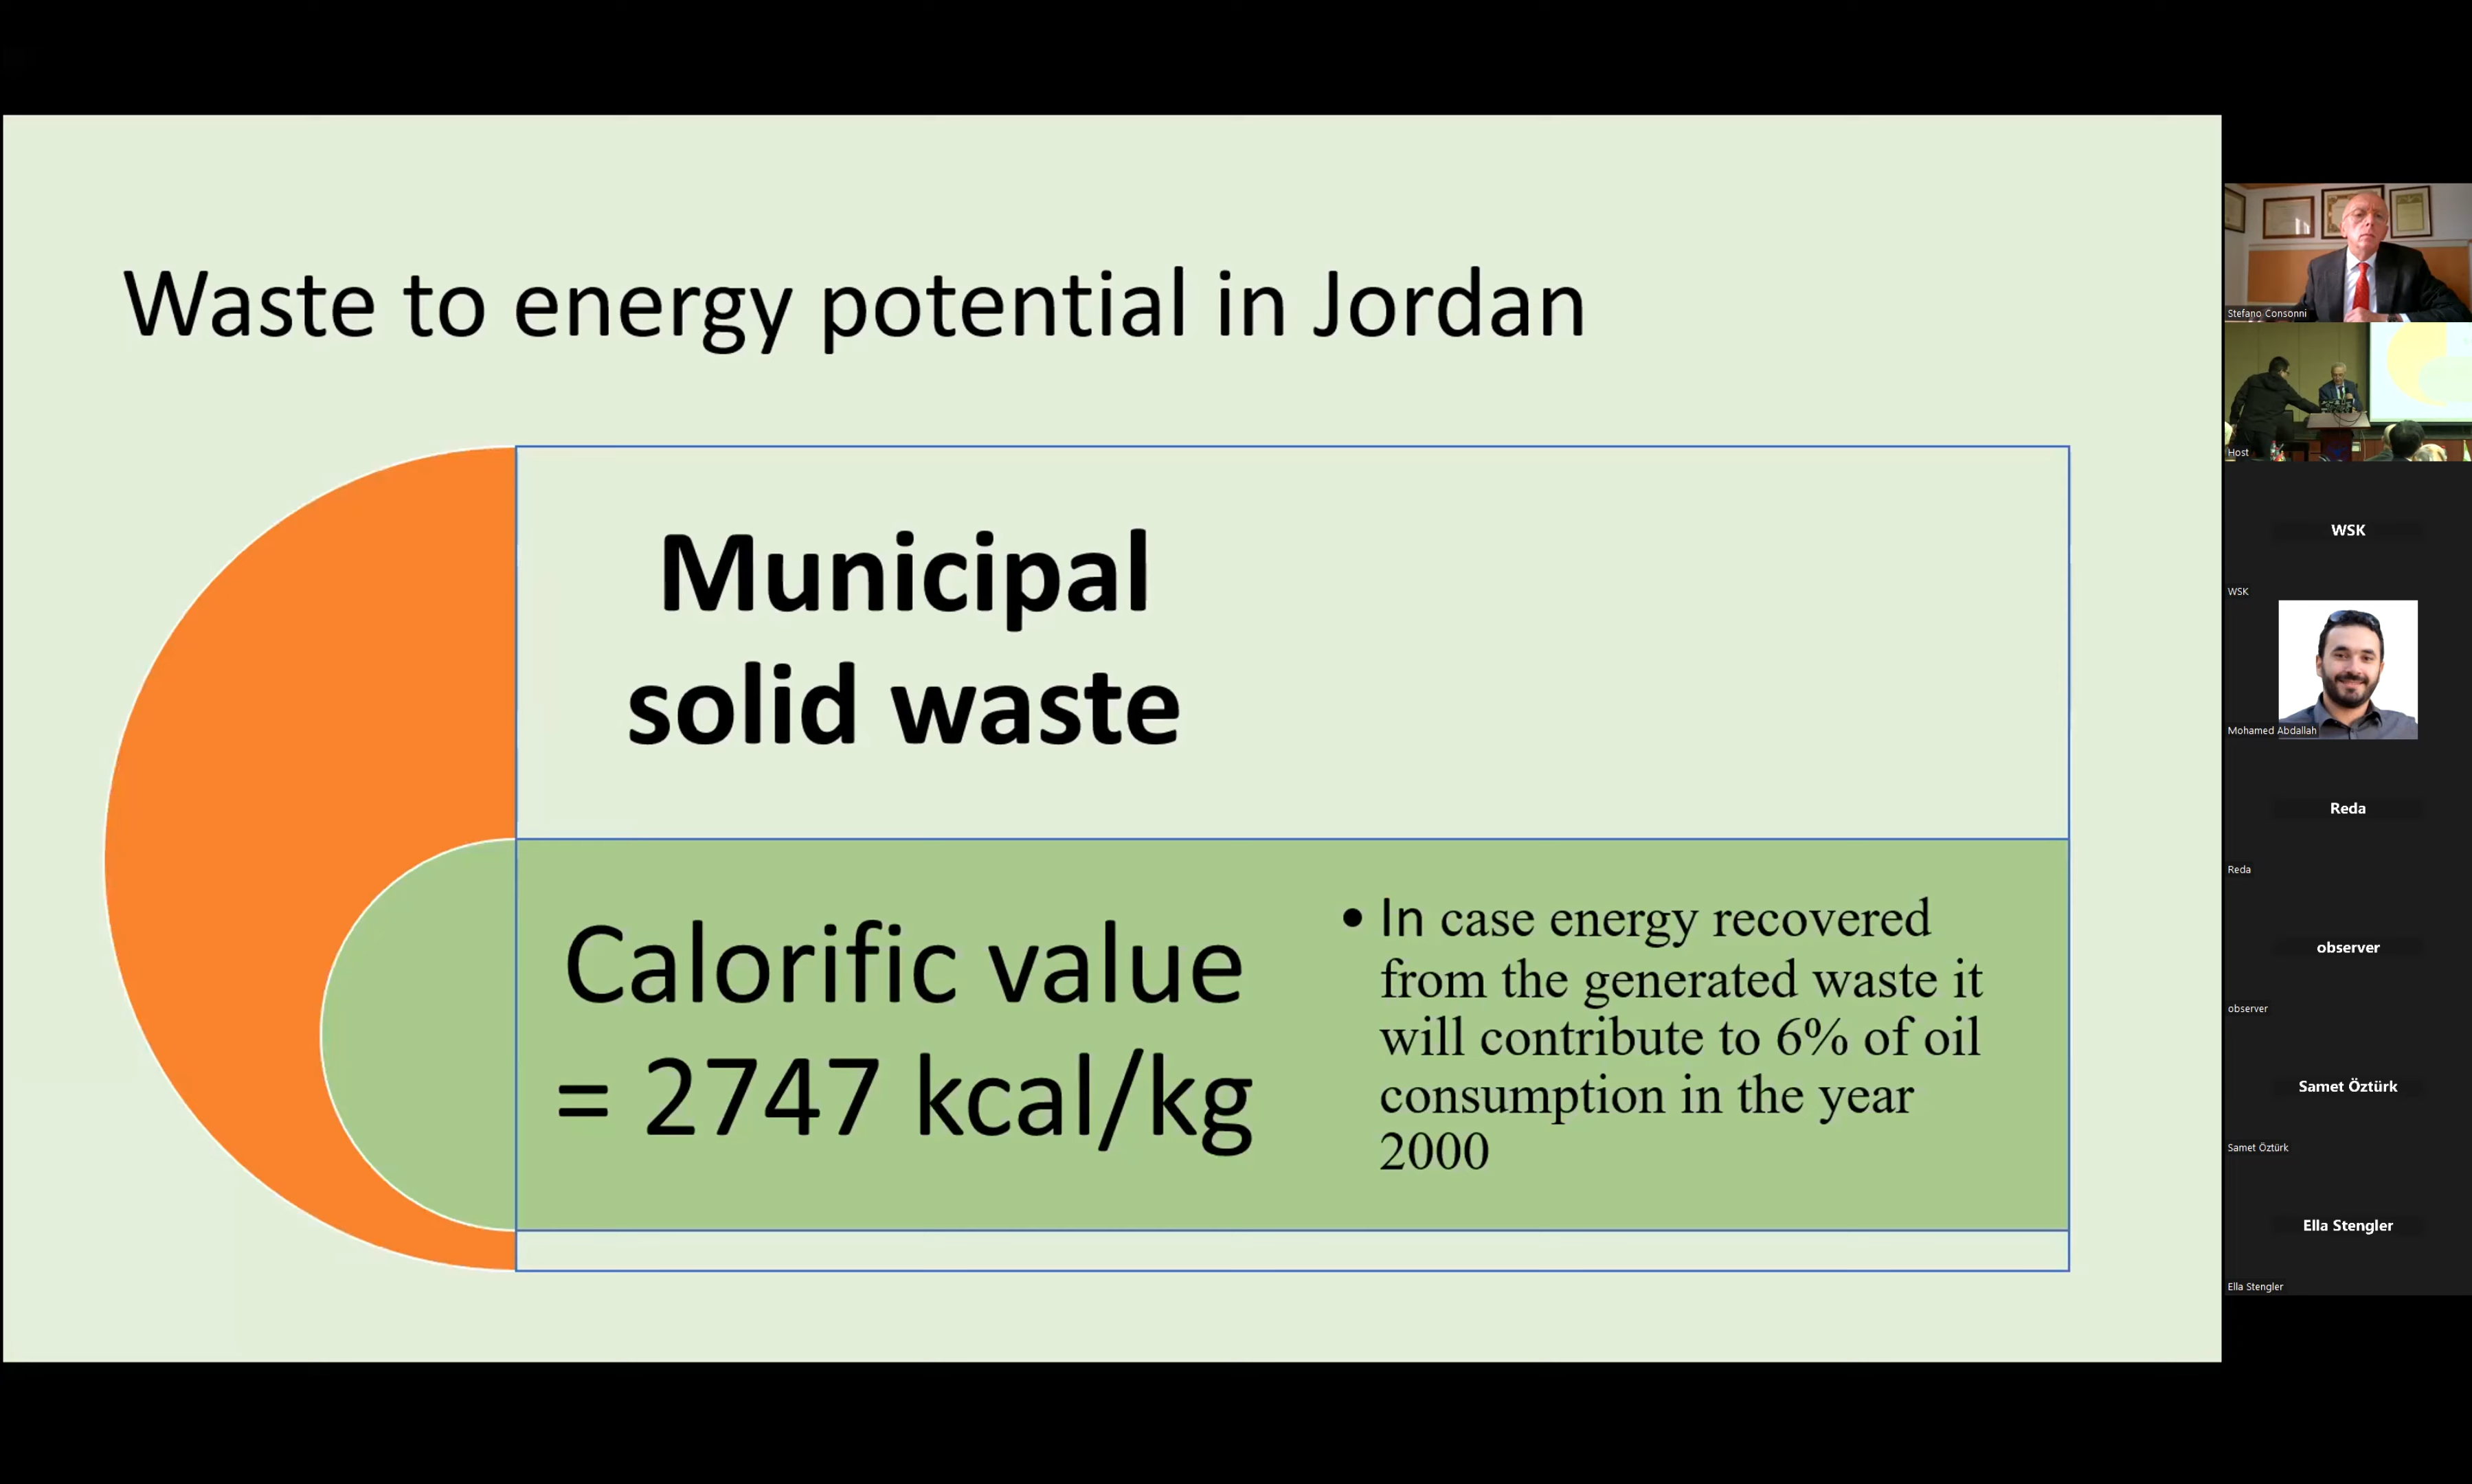 Waste to energy potential in Jordan
Municipal
solid waste
Calorific value
= 2747 kcal/kg
• In case energy recovered
from the generated waste it
will contribute to 6% of oil
consumption in the year
2000
Stefano Consonni
Host
WSK
WSK
Mohamed Abdallah
Reda
Reda
observer
observer
Samet Öztürk
Samet Öztürk
Ella Stengler
Ella Stengler